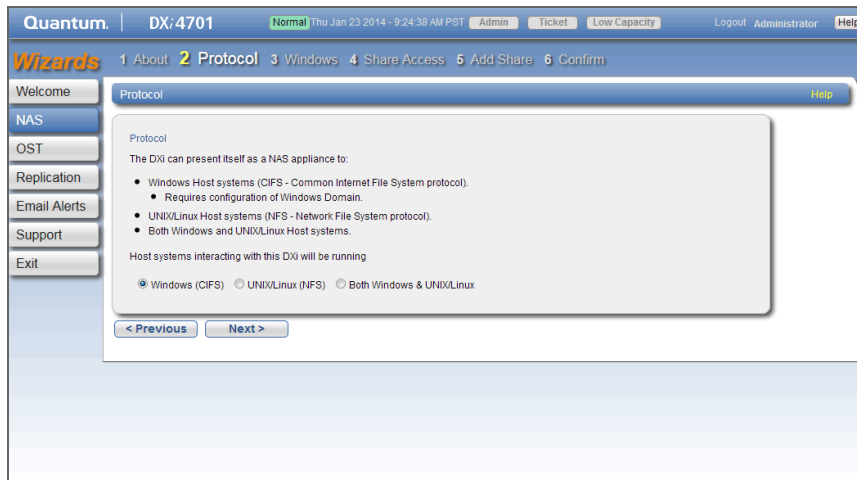 Quantum. DXi4701 Normal Thu Jan 23 2014 - 9:24:38 AM PST Admin Ticket Low Capacity Logout Administrator Help
Wizards 1 About 2 Protocol 3 Windows 4 Share Access 5 Add Share 6 Confirm
Welcome
NAS
OST
Replication
Email Alerts
Support
Exit
Protocol Help
Protocol
The DXi can present itself as a NAS appliance to:
Windows Host systems (CIFS - Common Internet File System protocol).
Requires configuration of Windows Domain.
UNIX/Linux Host systems (NFS - Network File System protocol).
Both Windows and UNIX/Linux Host systems.
Host systems interacting with this DXi will be running
Windows (CIFS) UNIX/Linux (NFS) Both Windows & UNIX/Linux
< Previous Next >